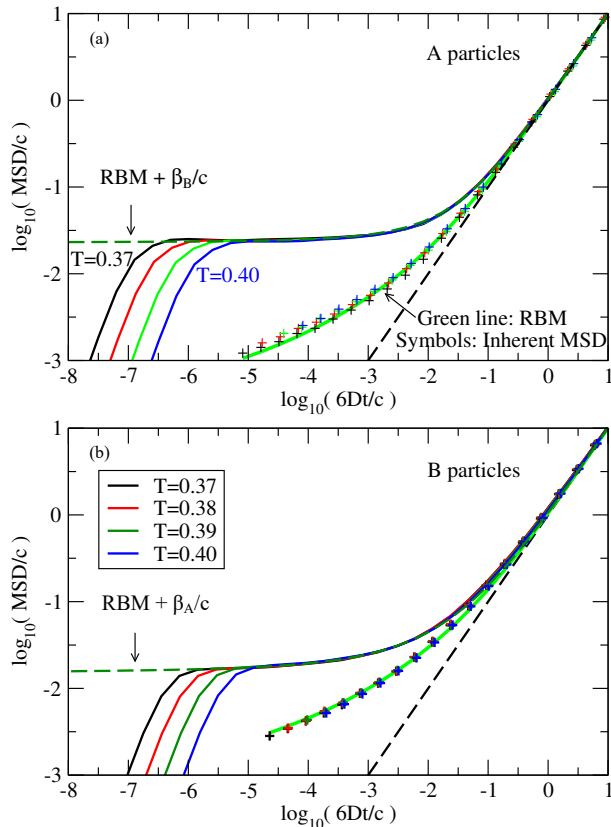 (a)
A particles
RBM + βB/c
T=0.37
T=0.40
Green line: RBM
Symbols: Inherent MSD
log10(MSD/c )
1
0
-1
-2
-3
-8 -7 -6 -5 -4 -3 -2 -1 0 1
log10( 6Dt/c )
(b)
B particles
T=0.37
T=0.38
T=0.39
T=0.40
RBM + βA/c
log10( MSD/c )
1
0
-1
-2
-3
-8 -7 -6 -5 -4 -3 -2 -1 0 1
log10( 6Dt/c )